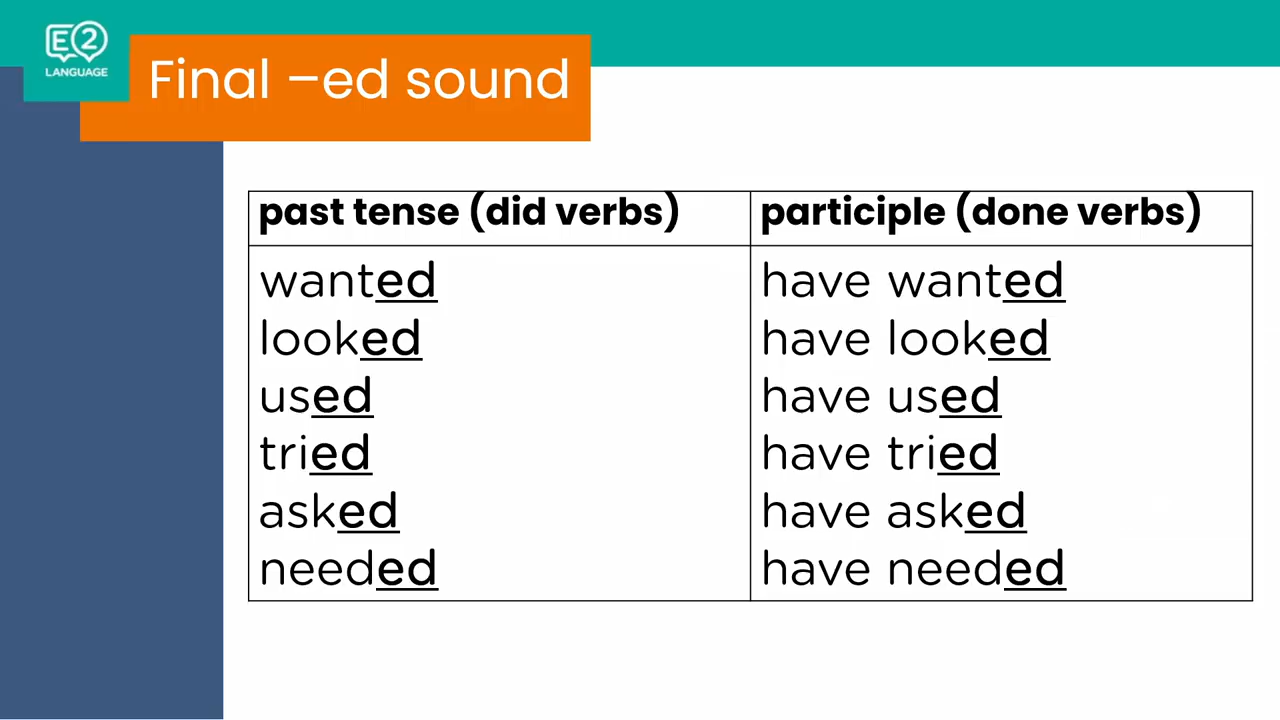 E2
LANGUAGE
Final –ed sound
past tense (did verbs)
participle (done verbs)
wanted
have wanted
looked
have looked
used
have used
tried
have tried
asked
have asked
needed
have needed